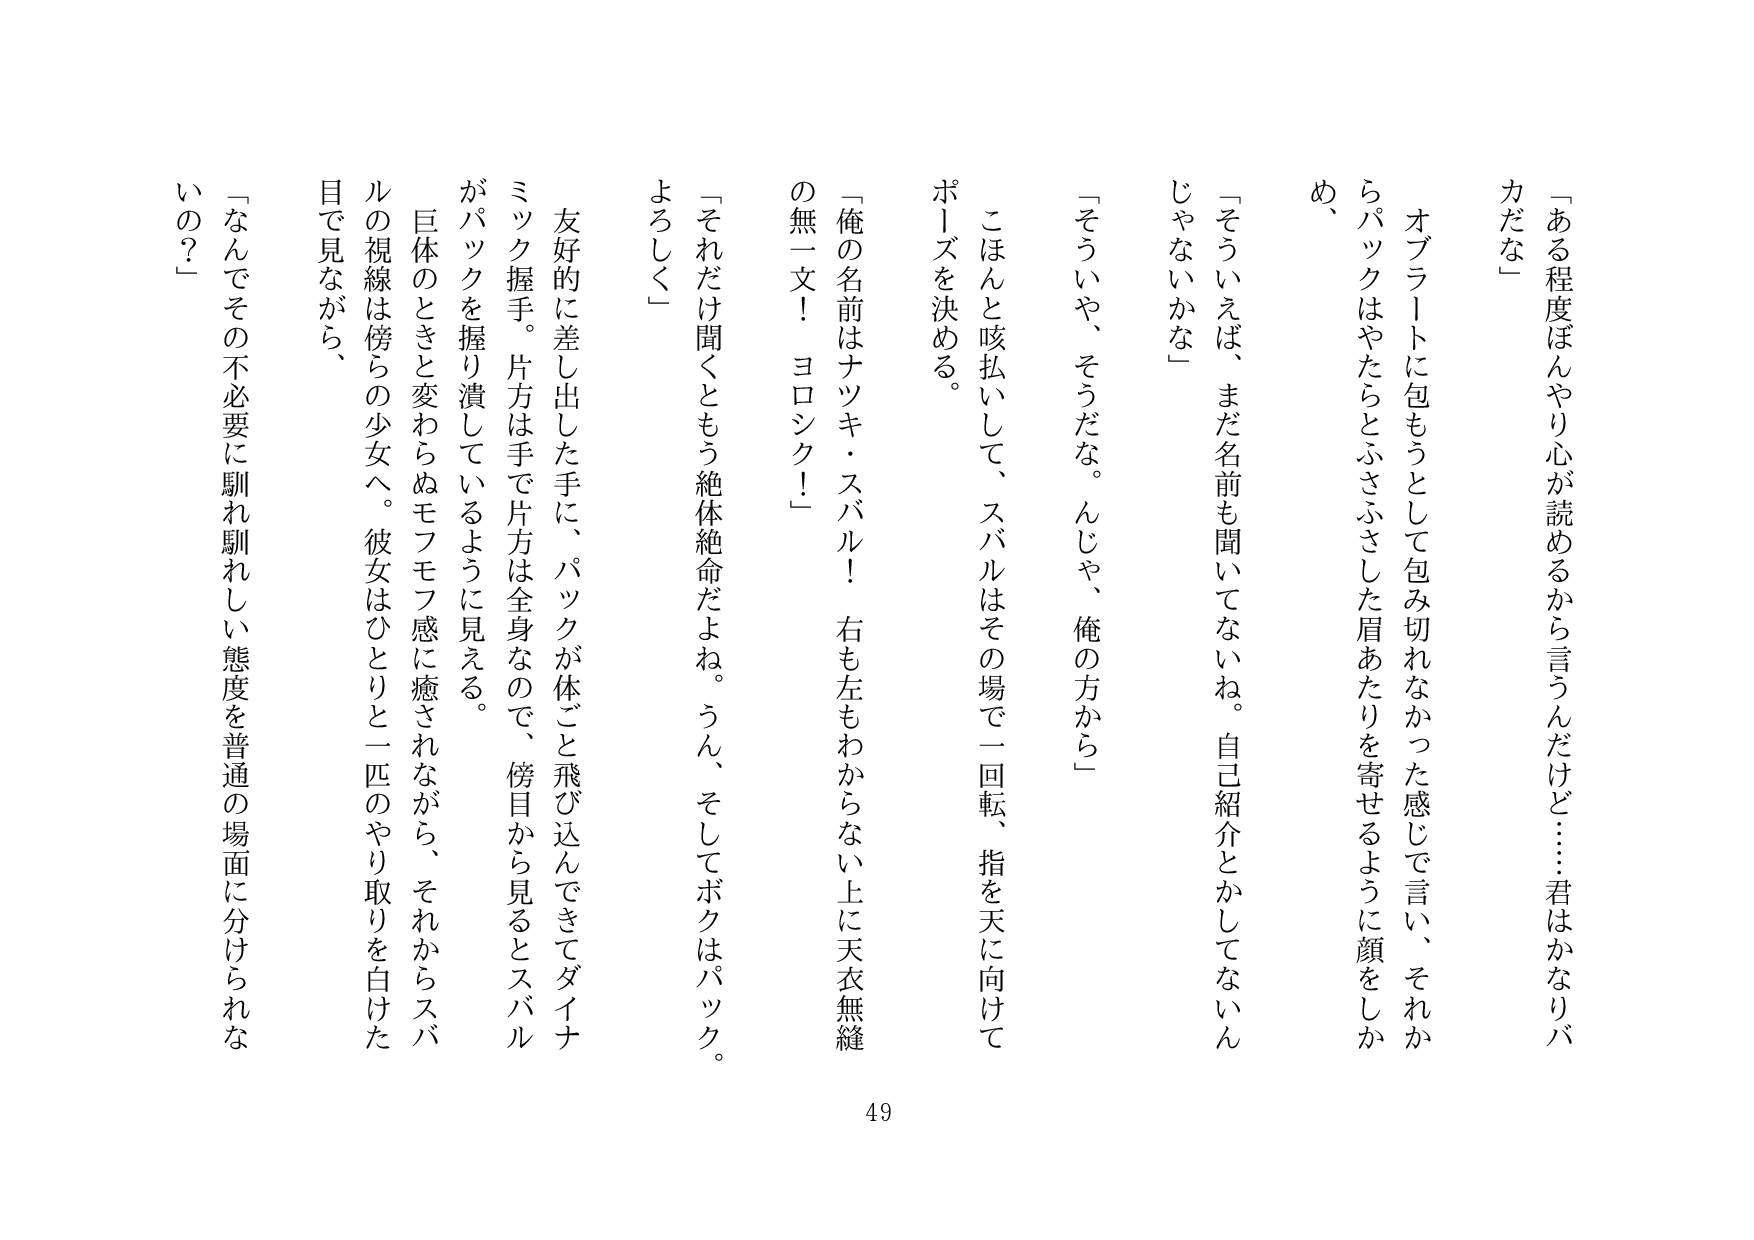 「ある程度ぼんやり心が読めるから言うんだけど……君はかなりバ
カだな」
　オブラートに包もうとして包み切れなかった感じで言い、それか
らパックはやたらとふさふさした眉あたりを寄せるように顔をしか
め、
「そういえば、まだ名前も聞いてないね。自己紹介とかしてないん
じゃないかな」
「そういや、そうだな。んじゃ、俺の方から」
　こほんと咳払いして、スバルはその場で一回転、指を天に向けて
ポーズを決める。
「俺の名前はナツキ・スバル！　右も左もわからない上に天衣無縫
の無一文！　ヨロシク！」
「それだけ聞くともう絶体絶命だよね。うん、そしてボクはパック。
よろしく」
　友好的に差し出した手に、パックが体ごと飛び込んできてダイナ
ミック握手。片方は手で片方は全身なので、傍目から見るとスバル
がパックを握り潰しているように見える。
　巨体のときと変わらぬモフモフ感に癒されながら、それからスバ
ルの視線は傍らの少女へ。彼女はひとりと一匹のやり取りを白けた
目で見ながら、
「なんでその不必要に馴れ馴れしい態度を普通の場面に分けられな
いの？」
49